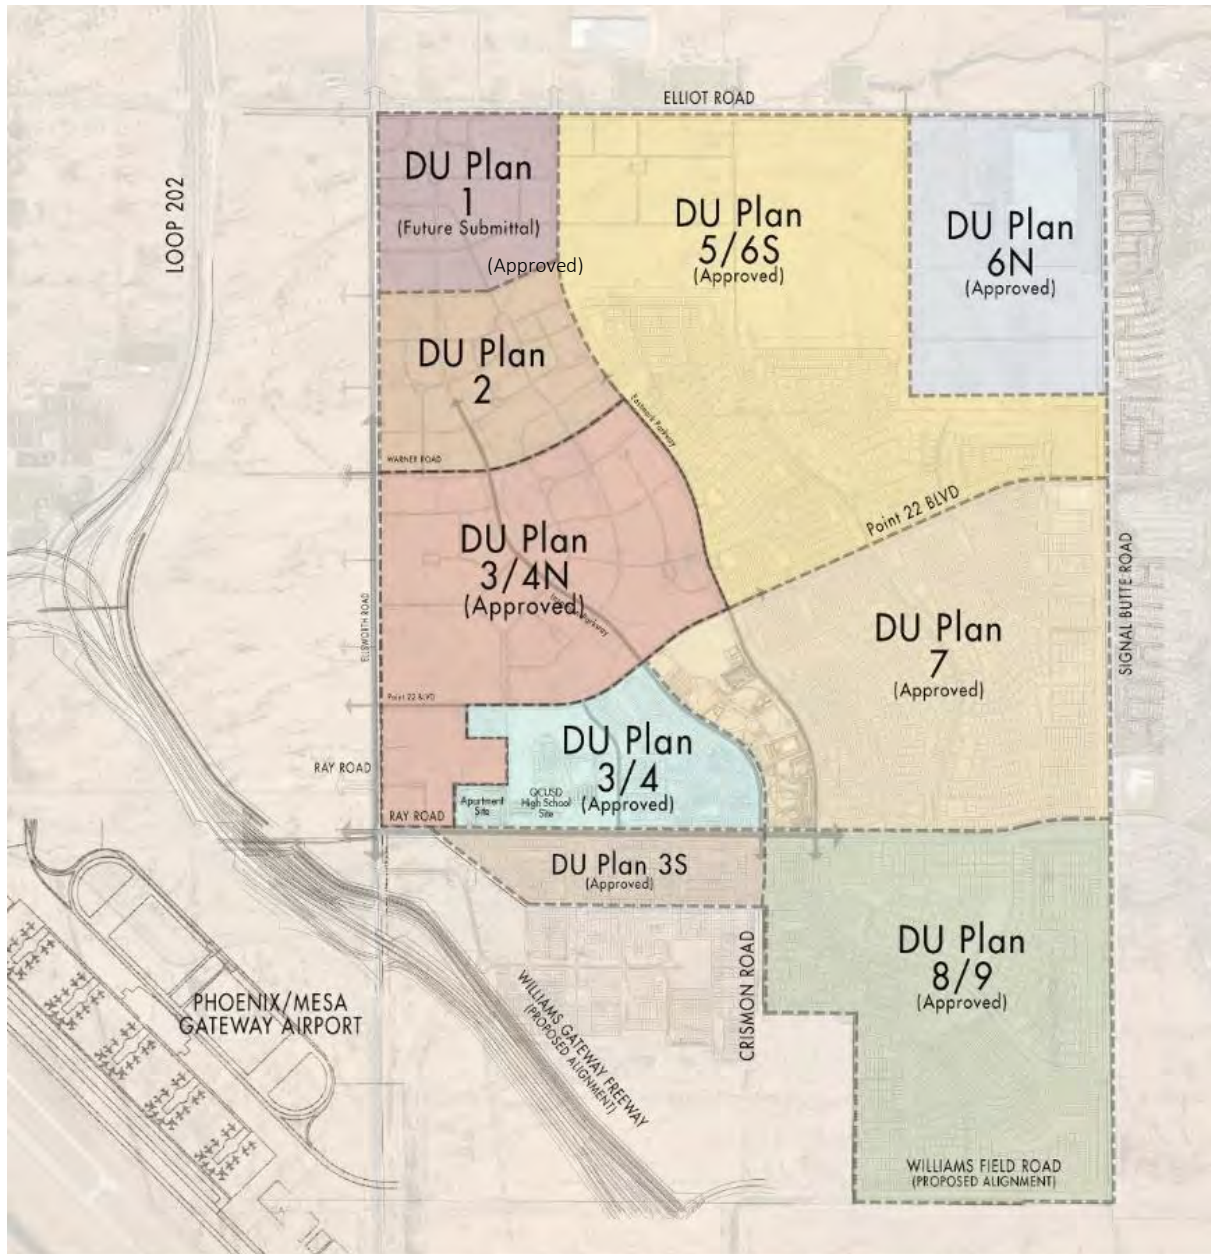 ELLIOT ROAD
LOOP 202
DU Plan
1
(Future Submittal)
(Approved)
DU Plan
5/6S
(Approved)
DU Plan
6N
(Approved)
DU Plan
2
Eastmark Parkway
WARNER ROAD
Point 22 BLVD
DU Plan
3/4N
(Approved)
Parkway
ELLSWORTH ROAD
SIGNAL BUTTE ROAD
DU Plan
7
(Approved)
Point 22 BLVD
DU Plan
3/4
(Approved)
RAY ROAD
Apartment
Site
QCUSD
High School
Site
RAY ROAD
DU Plan 3S
(Approved)
DU Plan
8/9
(Approved)
CRISMON ROAD
WILLIAMS GATEWAY FREEWAY
(PROPOSED ALIGNMENT)
PHOENIX/MESA
GATEWAY AIRPORT
WILLIAMS FIELD ROAD
(PROPOSED ALIGNMENT)